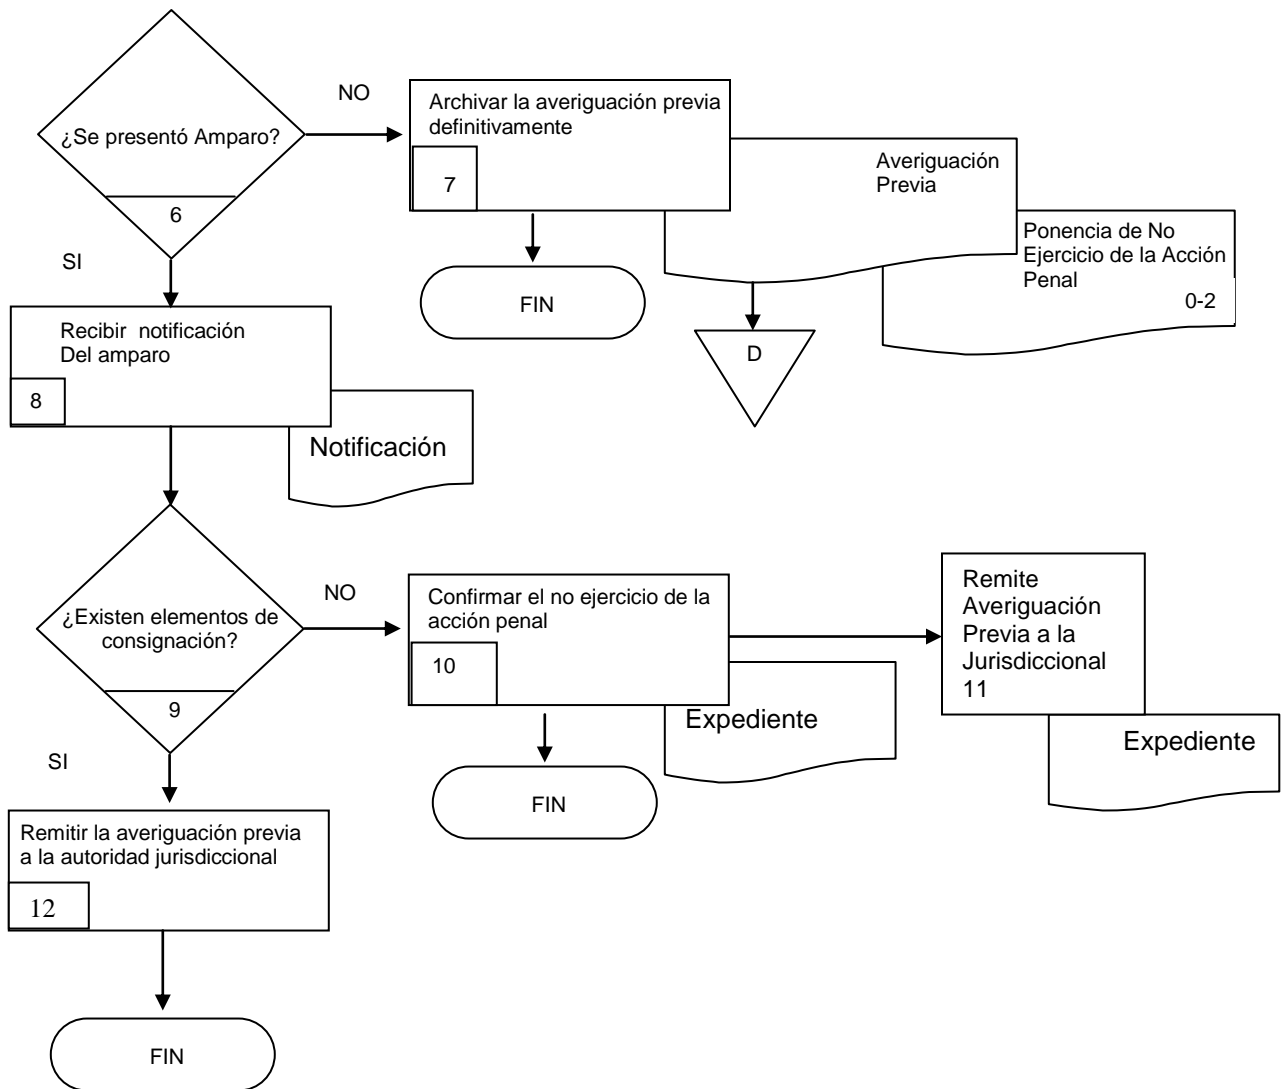 ¿Se presentó Amparo?
6
NO
Archivar la averiguación previa
definitivamente
7
Averiguación
Previa
Ponencia de No
Ejercicio de la Acción
Penal
0-2
FIN
D
SI
Recibir notificación
Del amparo
8
Notificación
¿Existen elementos de
consignación?
9
NO
Confirmar el no ejercicio de la
acción penal
10
Expediente
FIN
Remite
Averiguación
Previa a la
Jurisdiccional
11
Expediente
SI
Remitir la averiguación previa
a la autoridad jurisdiccional
12
FIN